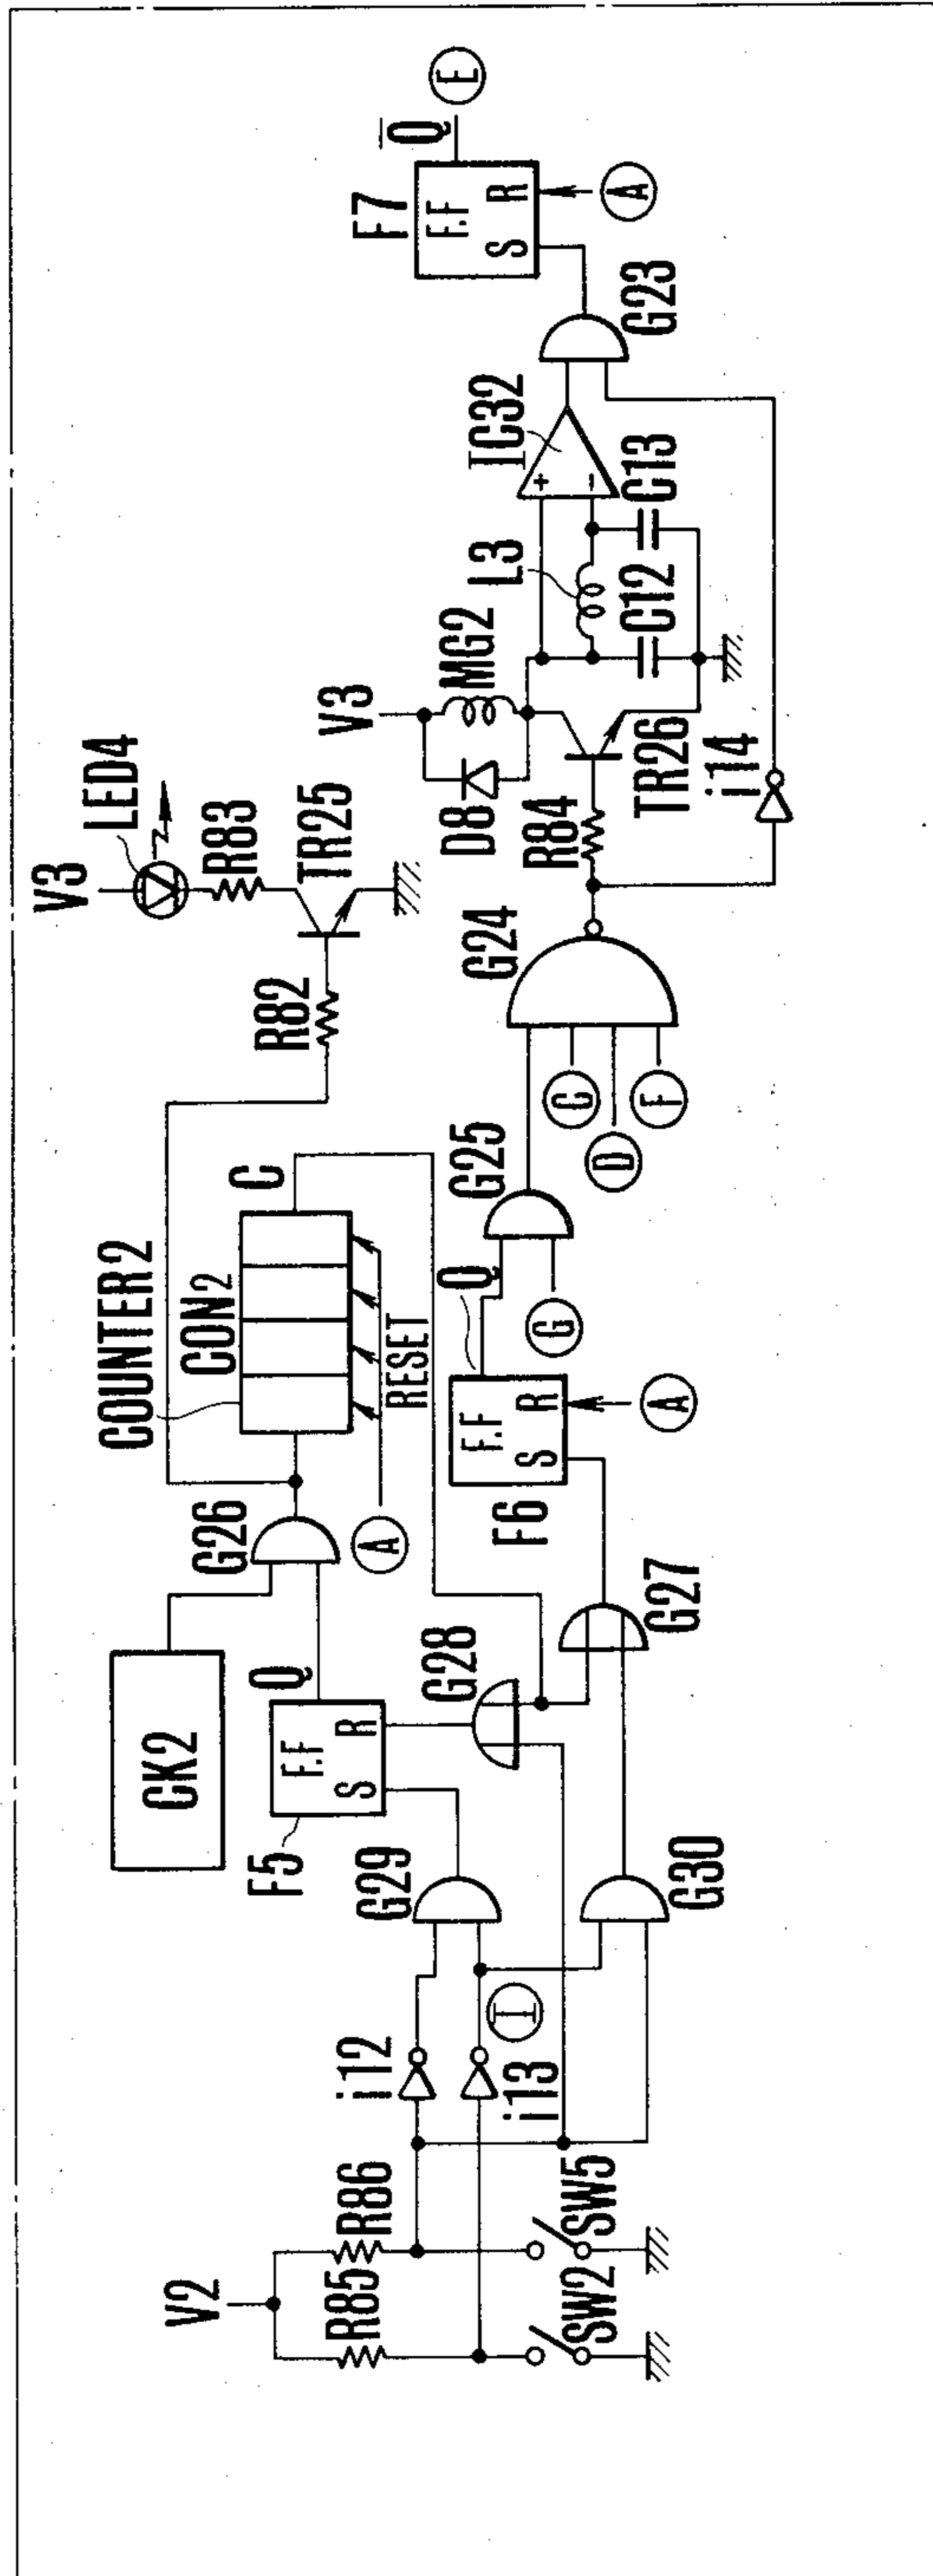 V2
R85
R86
SW2
SW5
i12
i13
I
G29
G30
CK2
F5
F.F
S
R
Q
G28
G27
G26
COUNTER2
CON2
C
RESET
A
F6
F.F
S
R
Q
A
G25
G
G24
C
D
F
R82
TR25
R83
LED4
V3
V3
MG2
D8
R84
TR26
i14
L3
C12
C13
IC32
+
−
G23
F7
F.F
S
R
Q̅
E
A